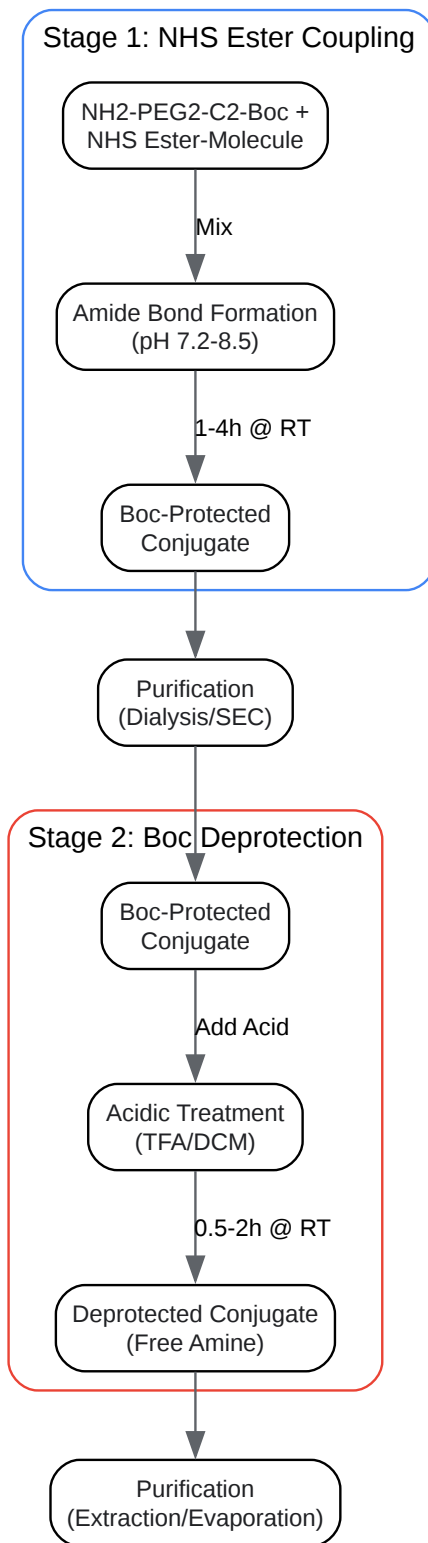 Stage 1: NHS Ester Coupling
NH2-PEG2-C2-Boc +
NHS Ester-Molecule
Mix
Amide Bond Formation
(pH 7.2-8.5)
1-4h @ RT
Boc-Protected
Conjugate
Purification
(Dialysis/SEC)
Stage 2: Boc Deprotection
Boc-Protected
Conjugate
Add Acid
Acidic Treatment
(TFA/DCM)
0.5-2h @ RT
Deprotected Conjugate
(Free Amine)
Purification
(Extraction/Evaporation)